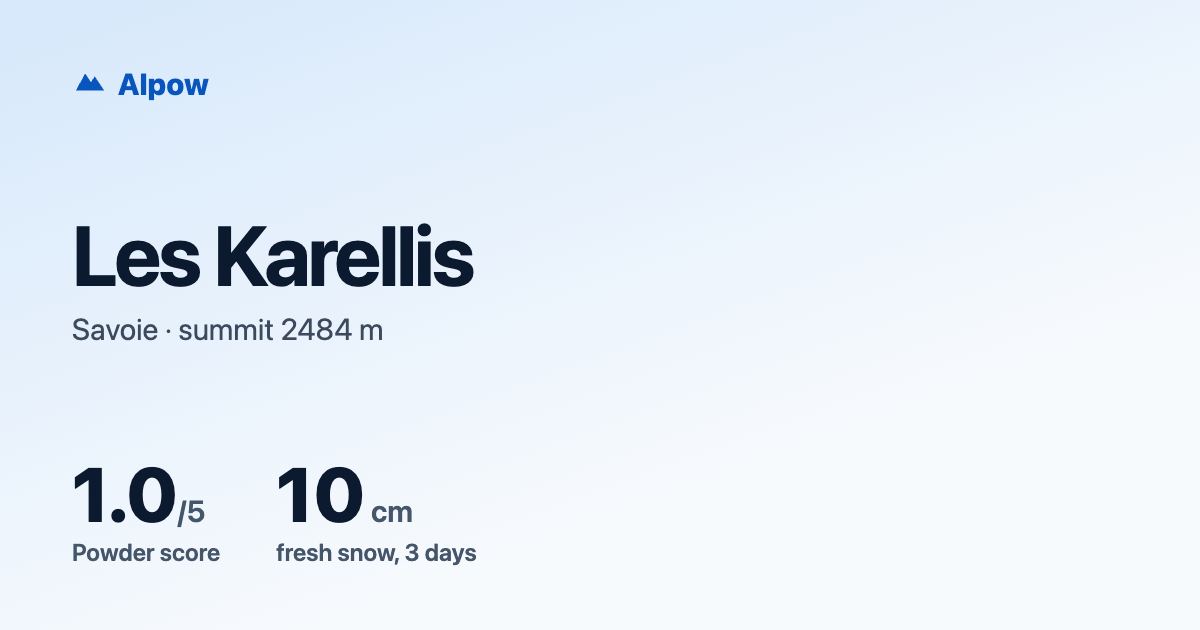 Alpow
Les Karellis
Savoie · summit 2484 m
1.0/5
Powder score
10 cm
fresh snow, 3 days